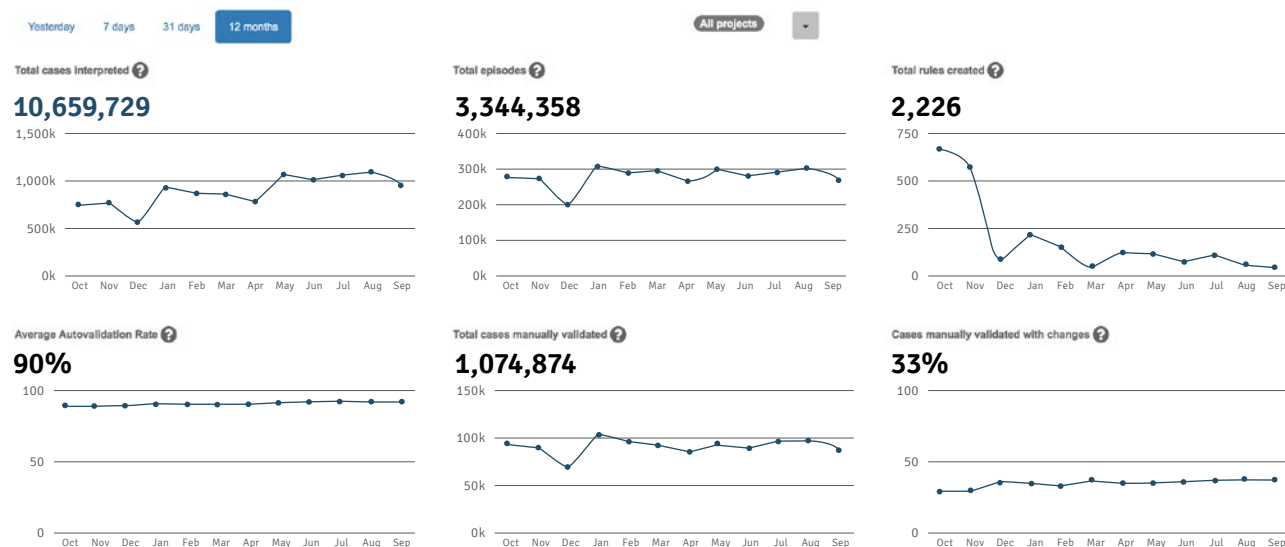 Yesterday 7 days 31 days 12 months All projects
Total cases interpreted ?
10,659,729
1,500k
1,000k
500k
0k
Oct Nov Dec Jan Feb Mar Apr May Jun Jul Aug Sep
Total episodes ?
3,344,358
400k
300k
200k
100k
0k
Oct Nov Dec Jan Feb Mar Apr May Jun Jul Aug Sep
Total rules created ?
2,226
750
500
250
0
Oct Nov Dec Jan Feb Mar Apr May Jun Jul Aug Sep
Average Autovalidation Rate ?
90%
100
50
0
Oct Nov Dec Jan Feb Mar Apr May Jun Jul Aug Sep
Total cases manually validated ?
1,074,874
150k
100k
50k
0k
Oct Nov Dec Jan Feb Mar Apr May Jun Jul Aug Sep
Cases manually validated with changes ?
33%
100
50
0
Oct Nov Dec Jan Feb Mar Apr May Jun Jul Aug Sep